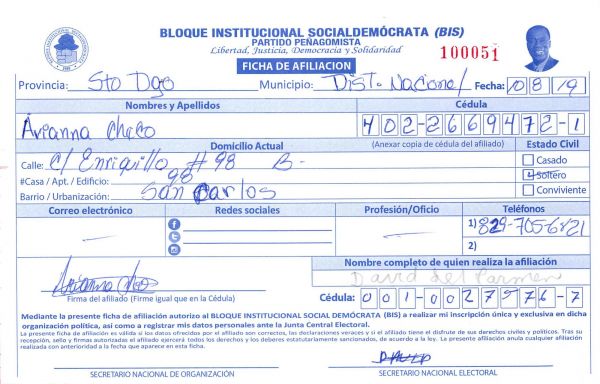 BLOQUE INSTITUCIONAL SOCIALDEMÓCRATA (BIS)
PARTIDO PEÑAGOMISTA
Libertad, Justicia, Democracia y Solidaridad
100051
FICHA DE AFILIACION
Provincia: Sto Dgo Municipio: Dist. Nacional Fecha: 10 8 19
Nombres y Apellidos Cédula
Arianna Checo 402-2669472-1
Domicilio Actual (Anexar copia de cédula del afiliado) Estado Civil
Calle: C/ Enriquillo # 98 B- Casado
#Casa / Apt. / Edificio: 98 Soltero
Barrio / Urbanización: San Carlos Conviviente
Correo electrónico Redes sociales Profesión/Oficio Teléfonos
1) 829-705-6821
2)
Nombre completo de quien realiza la afiliación
Arianna Checo David del Carmen
Firma del afiliado (Firme igual que en la Cédula) Cédula: 001-0027576-7
Mediante la presente ficha de afiliación autorizo al BLOQUE INSTITUCIONAL SOCIAL DEMÓCRATA (BIS) a realizar mi inscripción única y exclusiva en dicha
organización política, así como a registrar mis datos personales ante la Junta Central Electoral.
La presente ficha de afiliación es válida si los datos ofrecidos por el afiliado son correctos, las declaraciones veraces y si el afiliado tiene el disfrute de sus derechos civiles y políticos. Tras su
recepción, sello y firmas autorizadas el afiliado ejercerá todos los derechos y los deberes estatutariamente sancionados, de acuerdo a la ley. La presente afiliación anula cualquier afiliación
realizada con anterioridad a la fecha que aparece en esta ficha.
SECRETARIO NACIONAL DE ORGANIZACIÓN SECRETARIO NACIONAL ELECTORAL